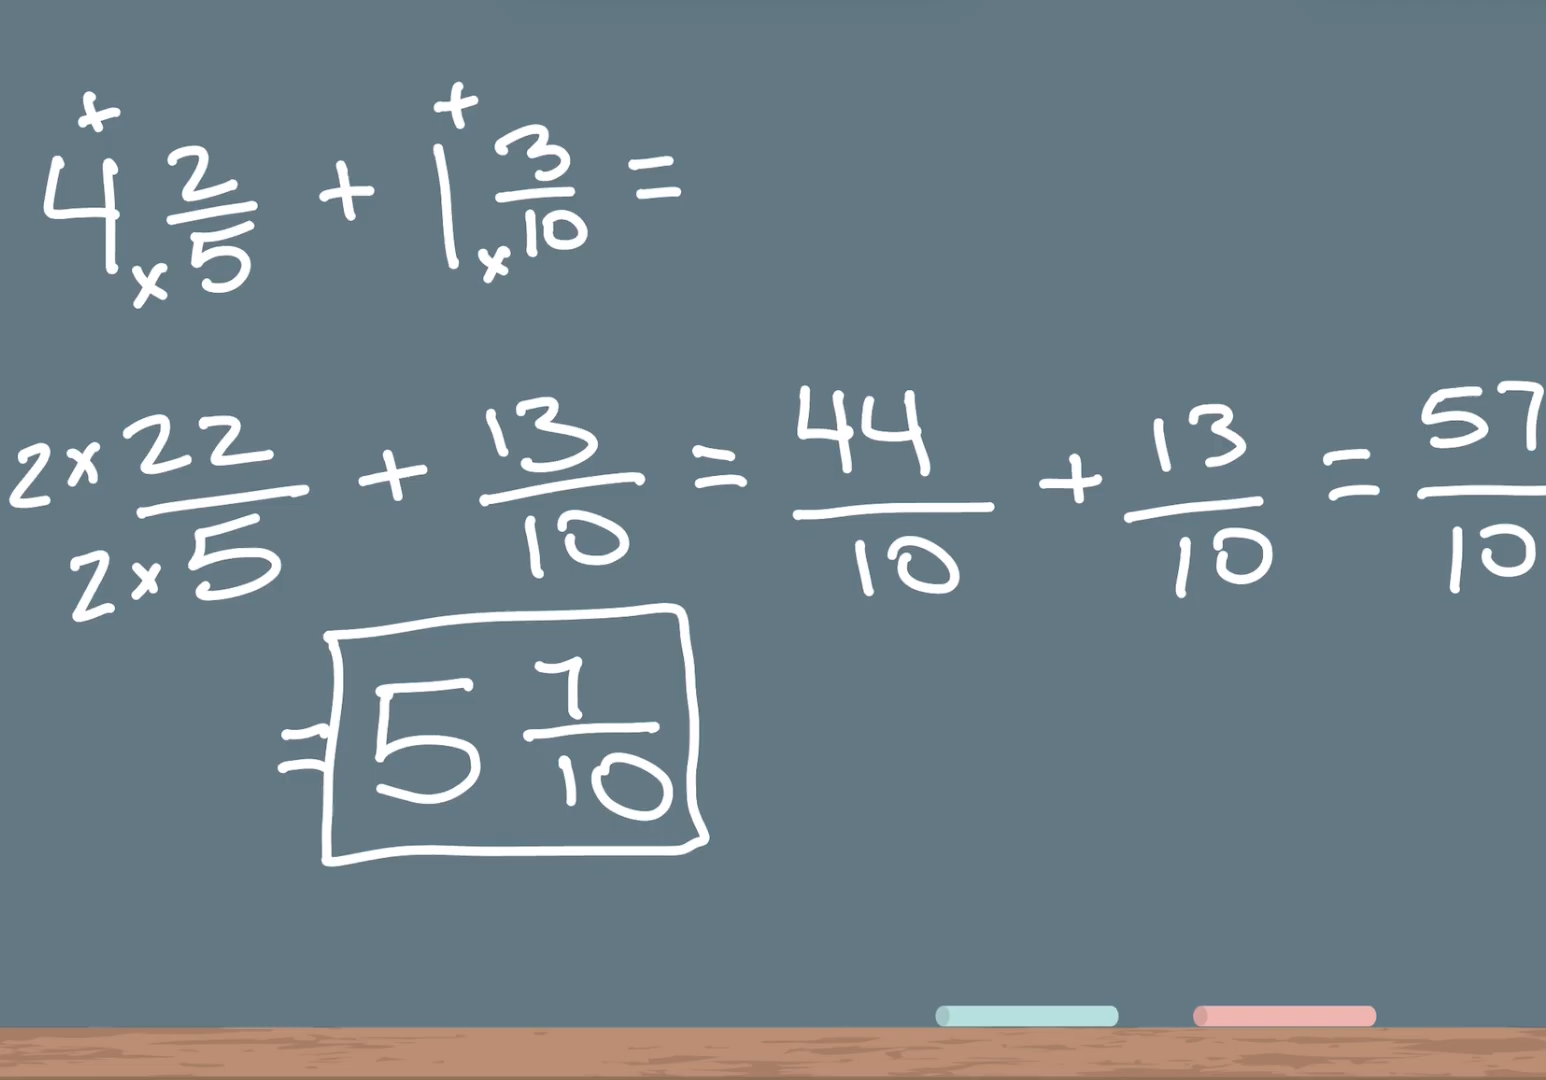 4 2/5 + 1 3/10 =
+ × + ×
2×22/2×5 + 13/10 = 44/10 + 13/10 = 57/10
= 5 7/10